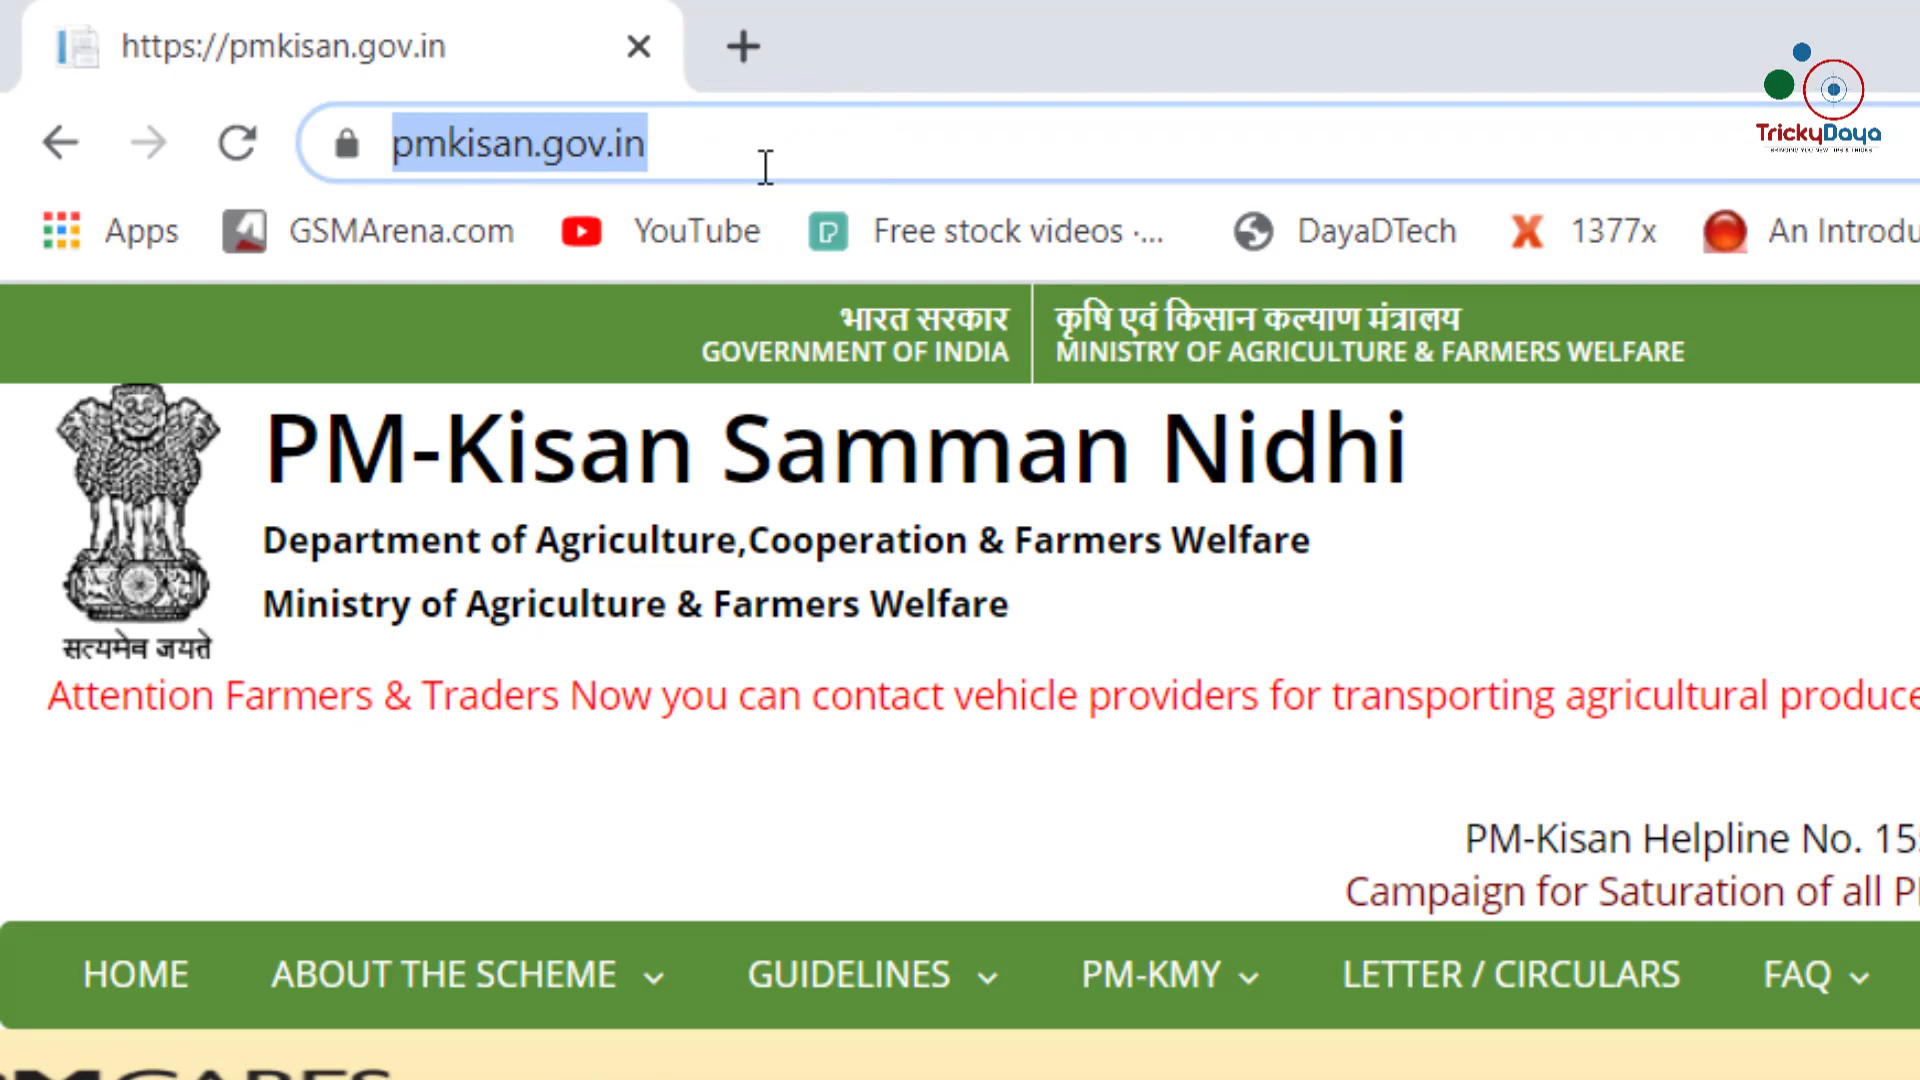 https://pmkisan.gov.in
pmkisan.gov.in
TrickyDaya
Apps GSMArena.com YouTube Free stock videos ·... DayaDTech 1377x An Introdu
भारत सरकार
GOVERNMENT OF INDIA
कृषि एवं किसान कल्याण मंत्रालय
MINISTRY OF AGRICULTURE & FARMERS WELFARE
PM-Kisan Samman Nidhi
Department of Agriculture,Cooperation & Farmers Welfare
Ministry of Agriculture & Farmers Welfare
सत्यमेव जयते
Attention Farmers & Traders Now you can contact vehicle providers for transporting agricultural produce
PM-Kisan Helpline No. 15
Campaign for Saturation of all P
HOME ABOUT THE SCHEME GUIDELINES PM-KMY LETTER / CIRCULARS FAQ